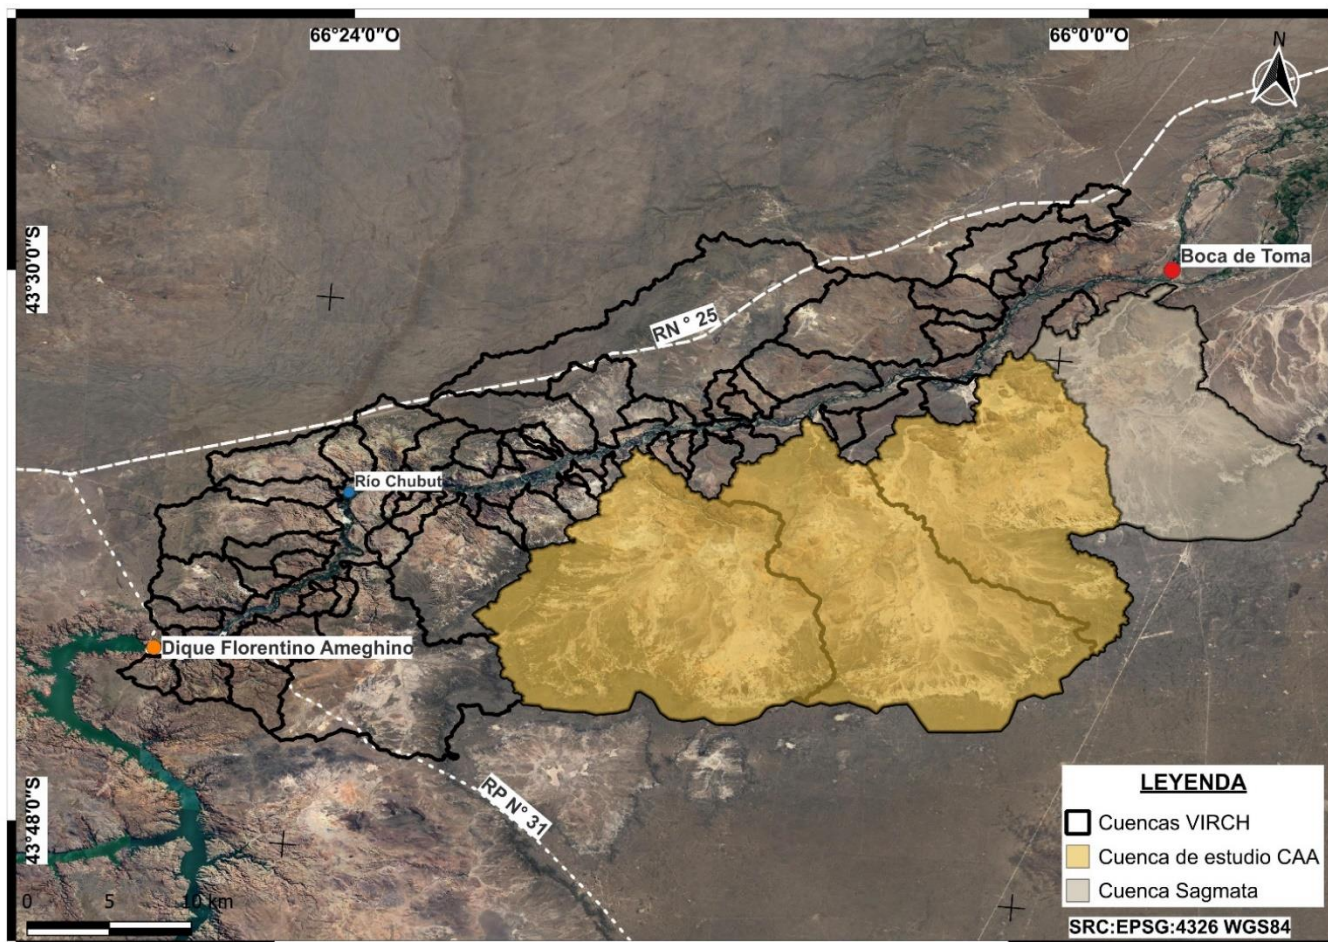 66°24'0"O
66°0'0"O
N
43°30'0"S
Boca de Toma
RN ° 25
Río Chubut
Dique Florentino Ameghino
RP N° 31
43°48'0"S
LEYENDA
Cuencas VIRCH
Cuenca de estudio CAA
Cuenca Sagmata
0 5 10 km
SRC:EPSG:4326 WGS84